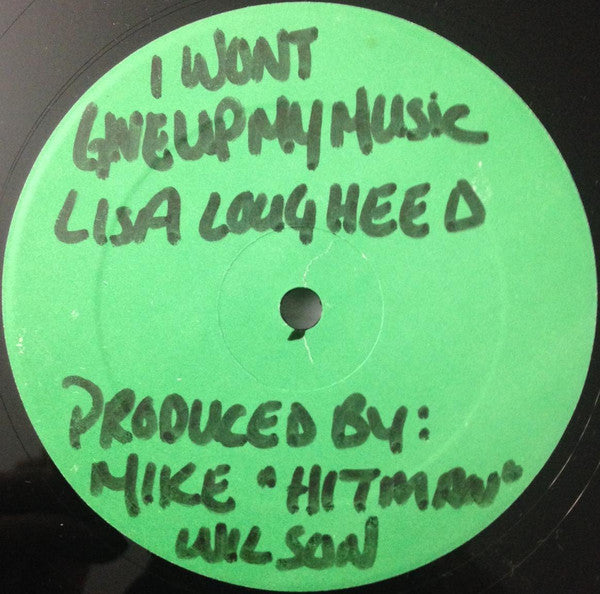 I WONT
GIVE UP MY MUSIC
LISA LOUGHEED
PRODUCED BY:
MIKE "HITMAN"
WILSON